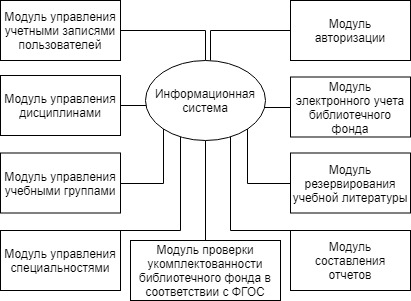 Модуль управления
учетными записями
пользователей
Модуль
авторизации
Информационная
система
Модуль управления
дисциплинами
Модуль
электронного учета
библиотечного
фонда
Модуль управления
учебными группами
Модуль
резервирования
учебной литературы
Модуль управления
специальностями
Модуль проверки
укомплектованности
библиотечного фонда в
соответствии с ФГОС
Модуль
составления
отчетов